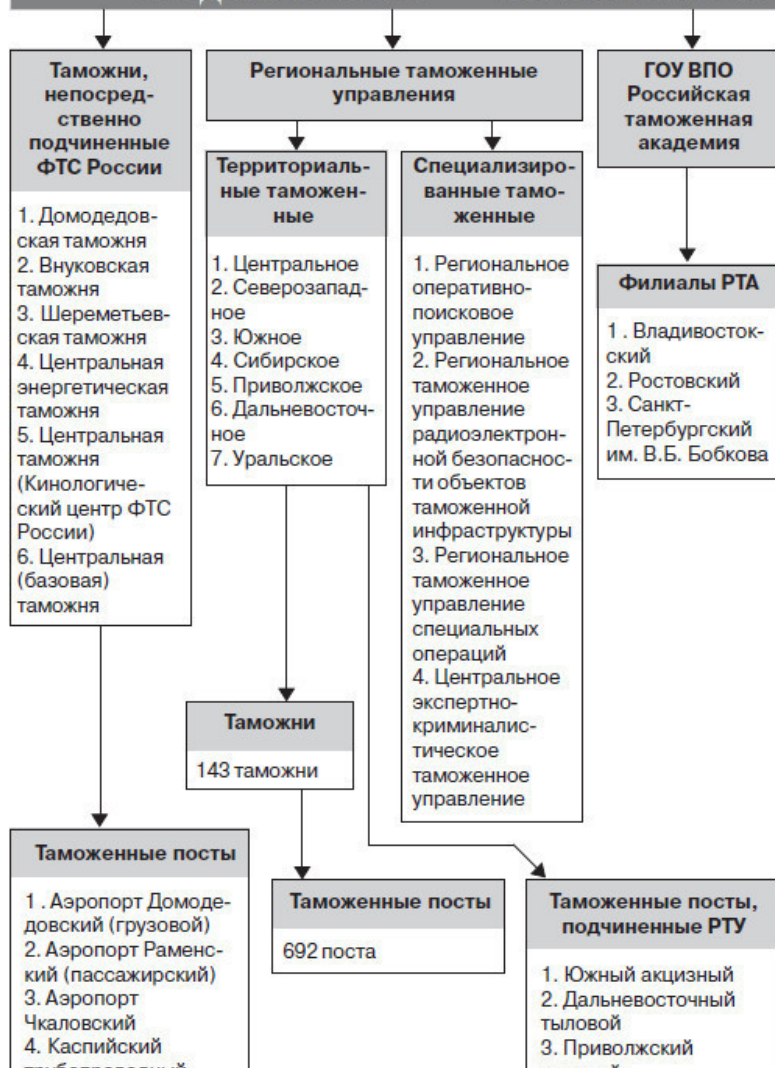 Таможни,
непосред-
ственно
подчиненные
ФТС России
1. Домодедов-
ская таможня
2. Внуковская
таможня
3. Шереметьев-
ская таможня
4. Центральная
энергетическая
таможня
5. Центральная
таможня
(Кинологиче-
ский центр ФТС
России)
6. Центральная
(базовая)
таможня
Региональные таможенные
управления
Территориаль-
ные таможен-
ные
1. Центральное
2. Северозапад-
ное
3. Южное
4. Сибирское
5. Приволжское
6. Дальневосточ-
ное
7. Уральское
Специализиро-
ванные тамо-
женные
1. Региональное
оперативно-
поисковое
управление
2. Региональное
таможенное
управление
радиоэлектрон-
ной безопаснос-
ти объектов
таможенной
инфраструктуры
3. Региональное
таможенное
управление
специальных
операций
4. Центральное
экспертно-
криминалис-
тическое
таможенное
управление
ГОУ ВПО
Российская
таможенная
академия
Филиалы РТА
1 . Владивосток-
ский
2. Ростовский
3. Санкт-
Петербургский
им. В.Б. Бобкова
Таможни
143 таможни
Таможенные посты
1 . Аэропорт Домоде-
довский (грузовой)
2. Аэропорт Раменс-
кий (пассажирский)
3. Аэропорт
Чкаловский
4. Каспийский
Таможенные посты
692 поста
Таможенные посты,
подчиненные РТУ
1. Южный акцизный
2. Дальневосточный
тыловой
3. Приволжский